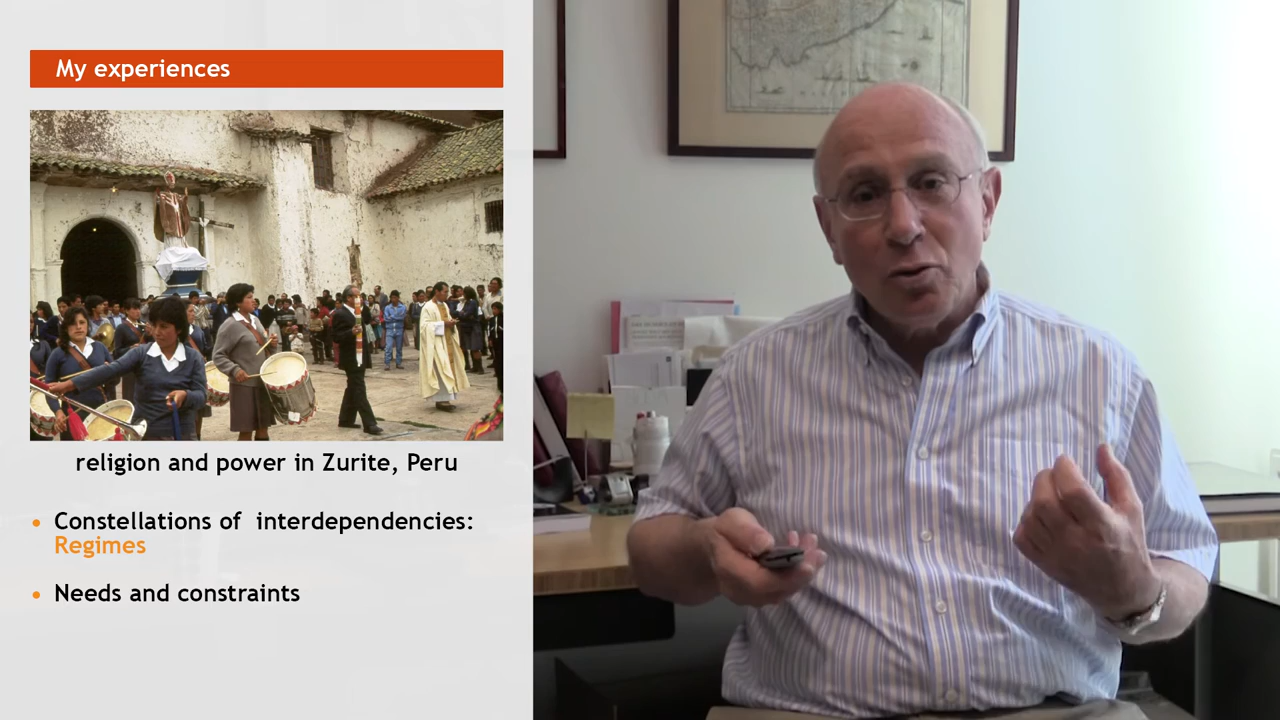 My experiences
religion and power in Zurite, Peru
Constellations of interdependencies:
Regimes
Needs and constraints